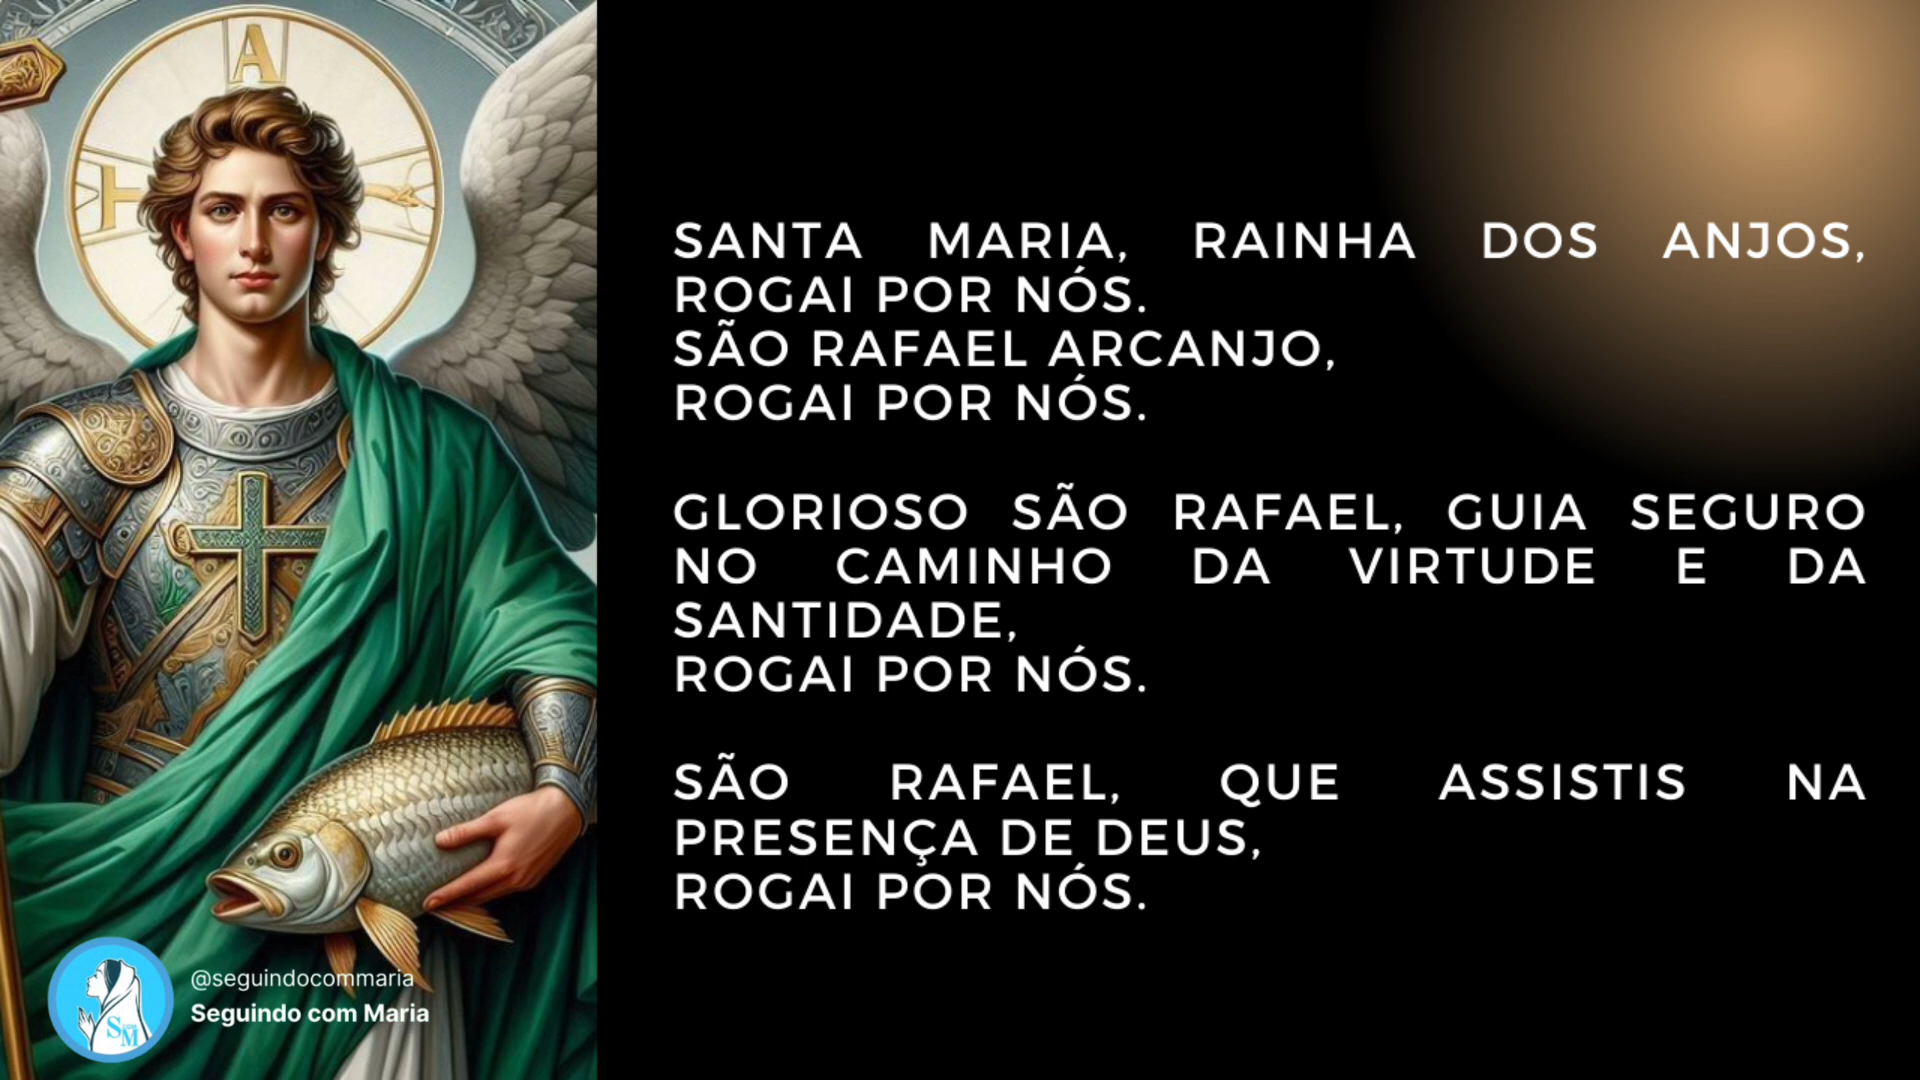 SANTA MARIA, RAINHA DOS ANJOS,
ROGAI POR NÓS.
SÃO RAFAEL ARCANJO,
ROGAI POR NÓS.
GLORIOSO SÃO RAFAEL, GUIA SEGURO
NO CAMINHO DA VIRTUDE E DA
SANTIDADE,
ROGAI POR NÓS.
SÃO RAFAEL, QUE ASSISTIS NA
PRESENÇA DE DEUS,
ROGAI POR NÓS.
@seguindocommaria
Seguindo com Maria